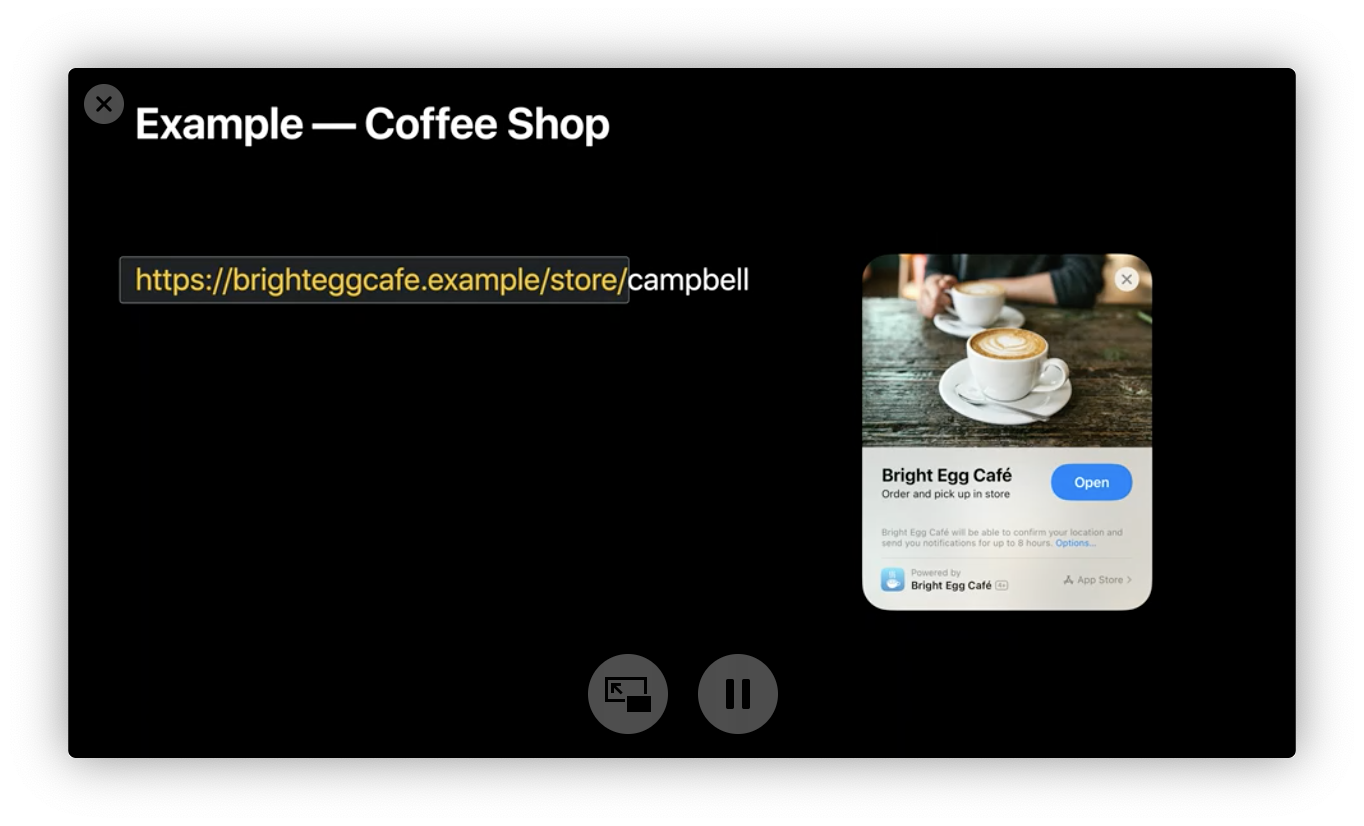 Example — Coffee Shop
https://brighteggcafe.example/store/campbell
Bright Egg Café
Order and pick up in store
Open
Bright Egg Café will be able to confirm your location and
send you notifications for up to 8 hours. Options...
Powered by
Bright Egg Café 4+
App Store >